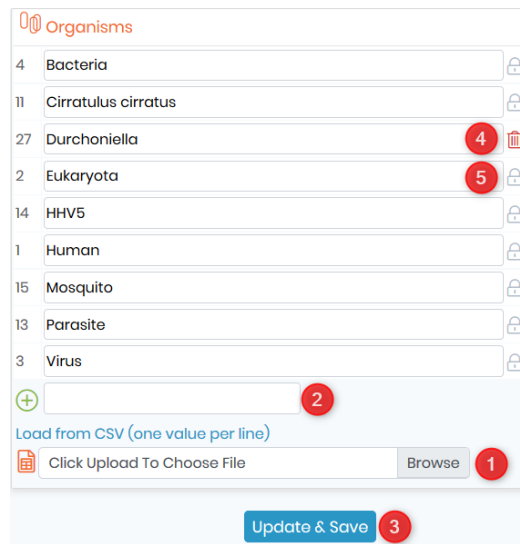 Organisms
4 Bacteria
11 Cirratulus cirratus
27 Durchoniella 4
2 Eukaryota 5
14 HHV5
1 Human
15 Mosquito
13 Parasite
3 Virus
2
Load from CSV (one value per line)
Click Upload To Choose File Browse 1
Update & Save 3